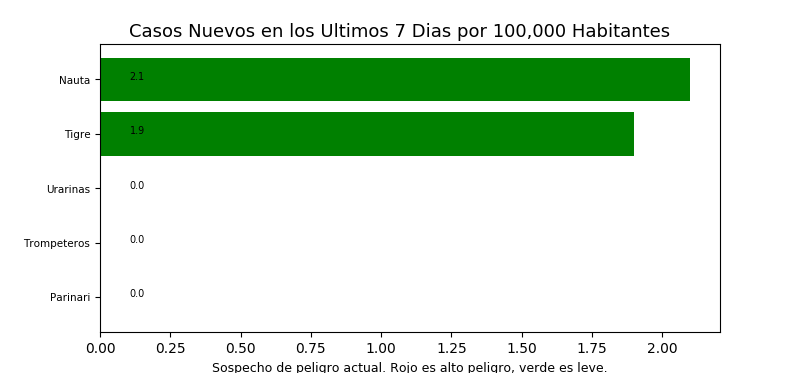 Casos Nuevos en los Ultimos 7 Dias por 100,000 Habitantes
Nauta 2.1
Tigre 1.9
Urarinas 0.0
Trompeteros 0.0
Parinari 0.0
0.00 0.25 0.50 0.75 1.00 1.25 1.50 1.75 2.00
Sospecho de peligro actual. Rojo es alto peligro, verde es leve.